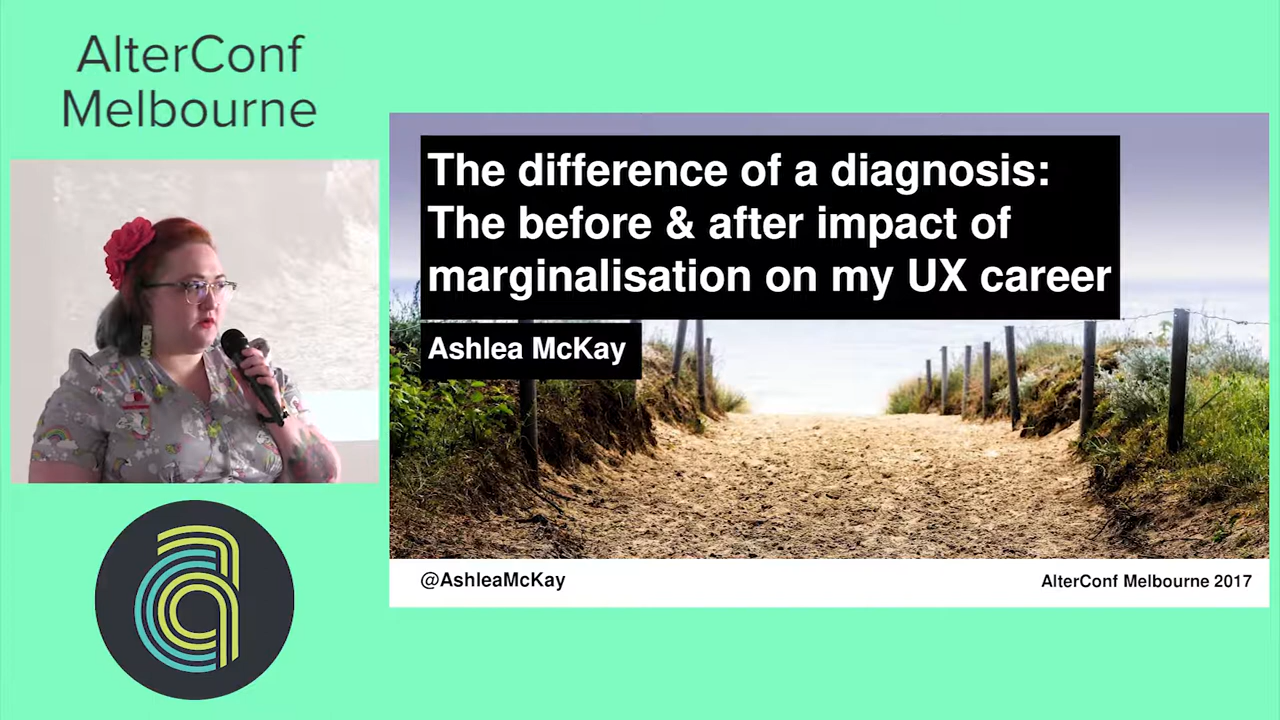 AlterConf
Melbourne
The difference of a diagnosis:
The before & after impact of
marginalisation on my UX career
Ashlea McKay
@AshleaMcKay
AlterConf Melbourne 2017